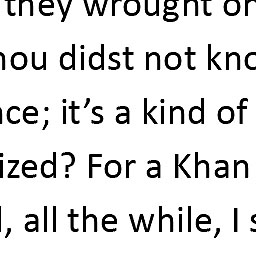 they wrought on
hou didst not kno
nce; it’s a kind of
ized? For a Khan
, all the while, I s